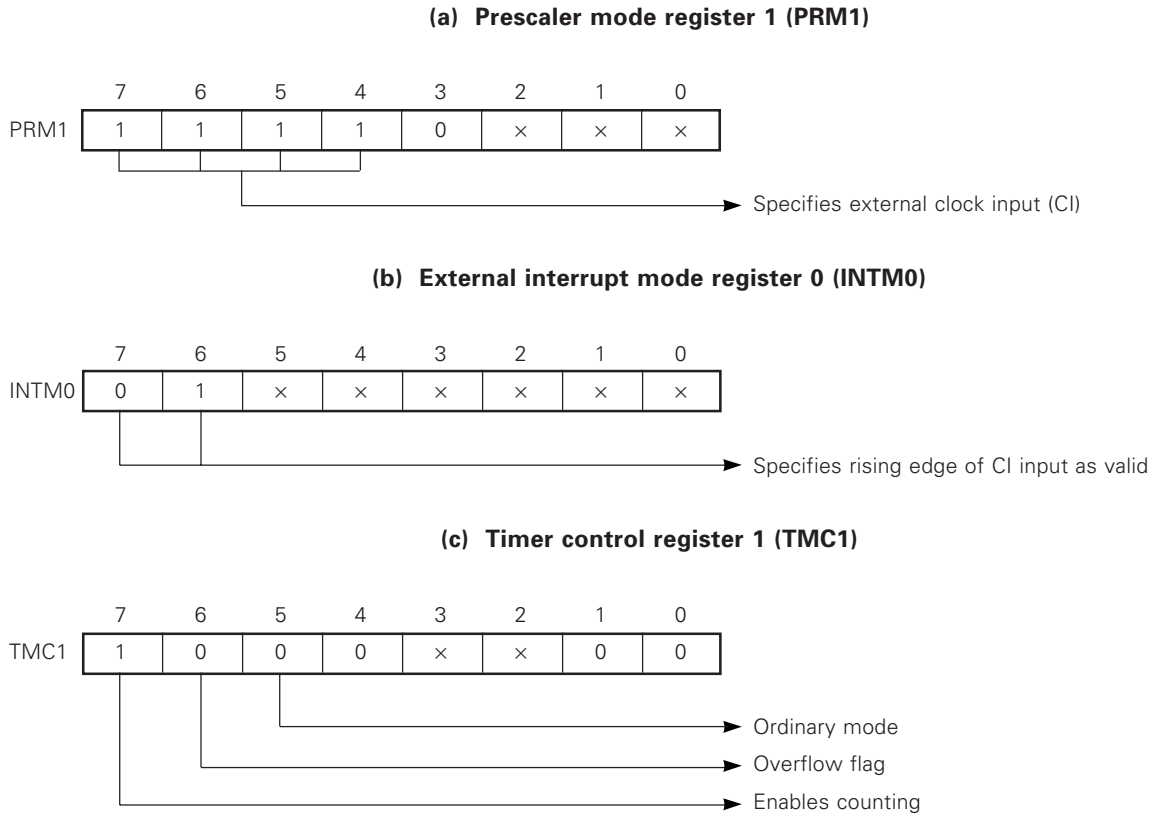 (a) Prescaler mode register 1 (PRM1)
7 6 5 4 3 2 1 0
PRM1 1 1 1 1 0 × × ×
Specifies external clock input (CI)
(b) External interrupt mode register 0 (INTM0)
7 6 5 4 3 2 1 0
INTM0 0 1 × × × × × ×
Specifies rising edge of CI input as valid
(c) Timer control register 1 (TMC1)
7 6 5 4 3 2 1 0
TMC1 1 0 0 0 × × 0 0
Ordinary mode
Overflow flag
Enables counting